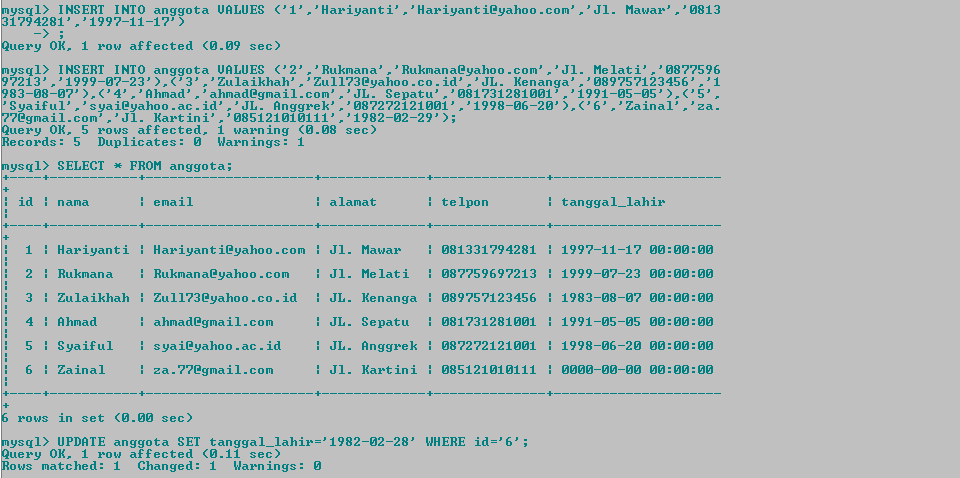 mysql> INSERT INTO anggota VALUES ('1','Hariyanti','Hariyanti@yahoo.com','Jl. Mawar','0813
31794281','1997-11-17')
    -> ;
Query OK, 1 row affected (0.09 sec)
mysql> INSERT INTO anggota VALUES ('2','Rukmana','Rukmana@yahoo.com','Jl. Melati','0877596
97213','1999-07-23'),('3','Zulaikhah','Zull73@yahoo.co.id','JL. Kenanga','089757123456','1
983-08-07'),('4','Ahmad','ahmad@gmail.com','JL. Sepatu','081731281001','1991-05-05'),('5',
'Syaiful','syai@yahoo.ac.id','JL. Anggrek','087272121001','1998-06-20'),('6','Zainal','za.
77@gmail.com','Jl. Kartini','085121010111','1982-02-29');
Query OK, 5 rows affected, 1 warning (0.08 sec)
Records: 5  Duplicates: 0  Warnings: 1
mysql> SELECT * FROM anggota;
+----+-----------+---------------------+-------------+--------------+---------------------
+
| id | nama      | email               | alamat      | telpon       | tanggal_lahir
|
+----+-----------+---------------------+-------------+--------------+---------------------
+
|  1 | Hariyanti | Hariyanti@yahoo.com | Jl. Mawar   | 081331794281 | 1997-11-17 00:00:00
|
|  2 | Rukmana   | Rukmana@yahoo.com   | Jl. Melati  | 087759697213 | 1999-07-23 00:00:00
|
|  3 | Zulaikhah | Zull73@yahoo.co.id  | JL. Kenanga | 089757123456 | 1983-08-07 00:00:00
|
|  4 | Ahmad     | ahmad@gmail.com     | JL. Sepatu  | 081731281001 | 1991-05-05 00:00:00
|
|  5 | Syaiful   | syai@yahoo.ac.id    | JL. Anggrek | 087272121001 | 1998-06-20 00:00:00
|
|  6 | Zainal    | za.77@gmail.com     | Jl. Kartini | 085121010111 | 0000-00-00 00:00:00
|
+----+-----------+---------------------+-------------+--------------+---------------------
+
6 rows in set (0.00 sec)
mysql> UPDATE anggota SET tanggal_lahir='1982-02-28' WHERE id='6';
Query OK, 1 row affected (0.11 sec)
Rows matched: 1  Changed: 1  Warnings: 0